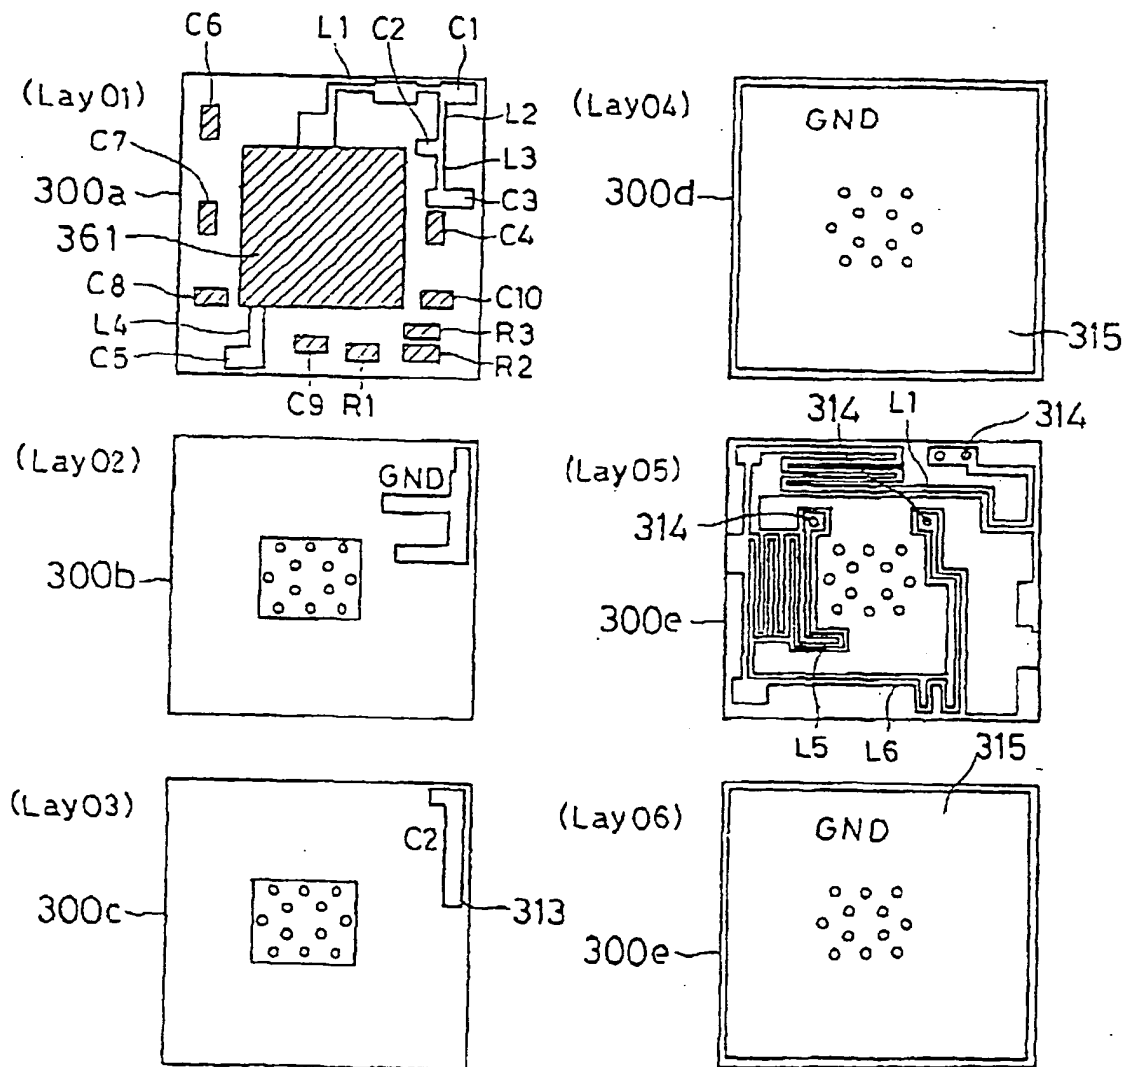 C6
L1
C2
C1
(Lay01)
L2
C7
L3
300a
C3
361
C4
C8
C10
L4
R3
C5
R2
C9
R1
(Lay04)
GND
300d
315
(Lay02)
GND
300b
314
L1
314
(Lay05)
314
300e
L5
L6
(Lay03)
C2
300c
313
315
(Lay06)
GND
300e